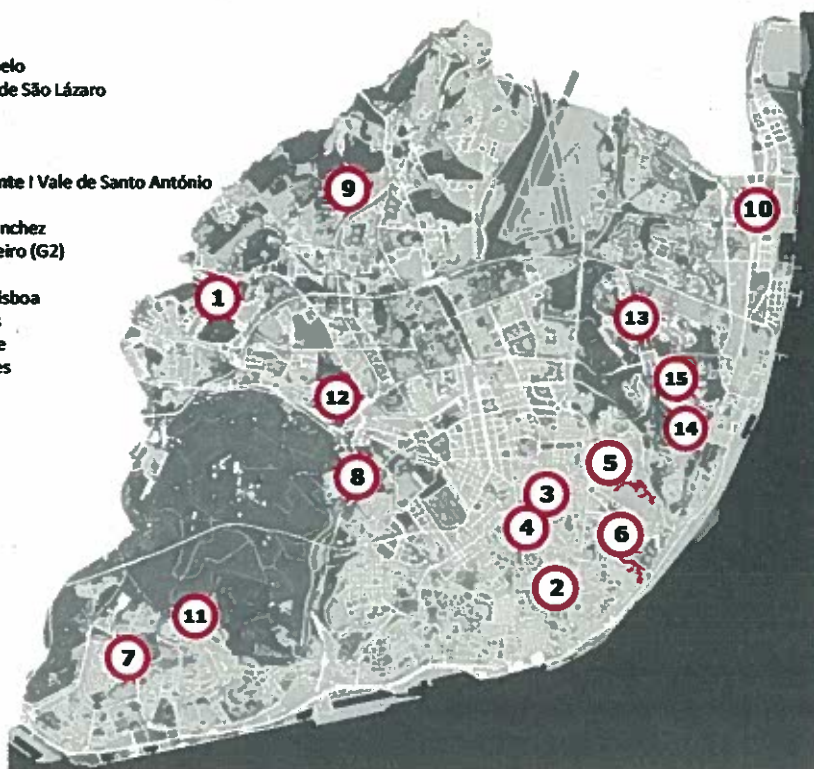 elo
de São Lázaro
nte I Vale de Santo António
nchez
eiro (G2)
isboa
s
e
es
9
10
1
13
15
12
14
5
8
3
4
6
2
11
7